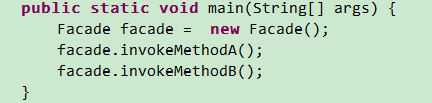 public static void main(String[] args) {
    Facade facade =  new Facade();
    facade.invokeMethodA();
    facade.invokeMethodB();
}